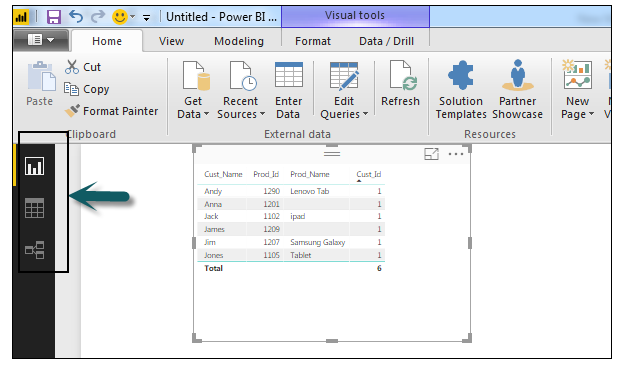 Untitled - Power BI ... Visual tools
Home View Modeling Format Data / Drill
Paste
Cut
Copy
Format Painter
Get Data
Recent Sources
Enter Data
Edit Queries
Refresh
Solution Templates
Partner Showcase
New Page
Clipboard External data Resources
Cust_Name Prod_Id Prod_Name Cust_Id
Andy 1290 Lenovo Tab 1
Anna 1201 1
Jack 1102 ipad 1
James 1209 1
Jim 1207 Samsung Galaxy 1
Jones 1105 Tablet 1
Total 6